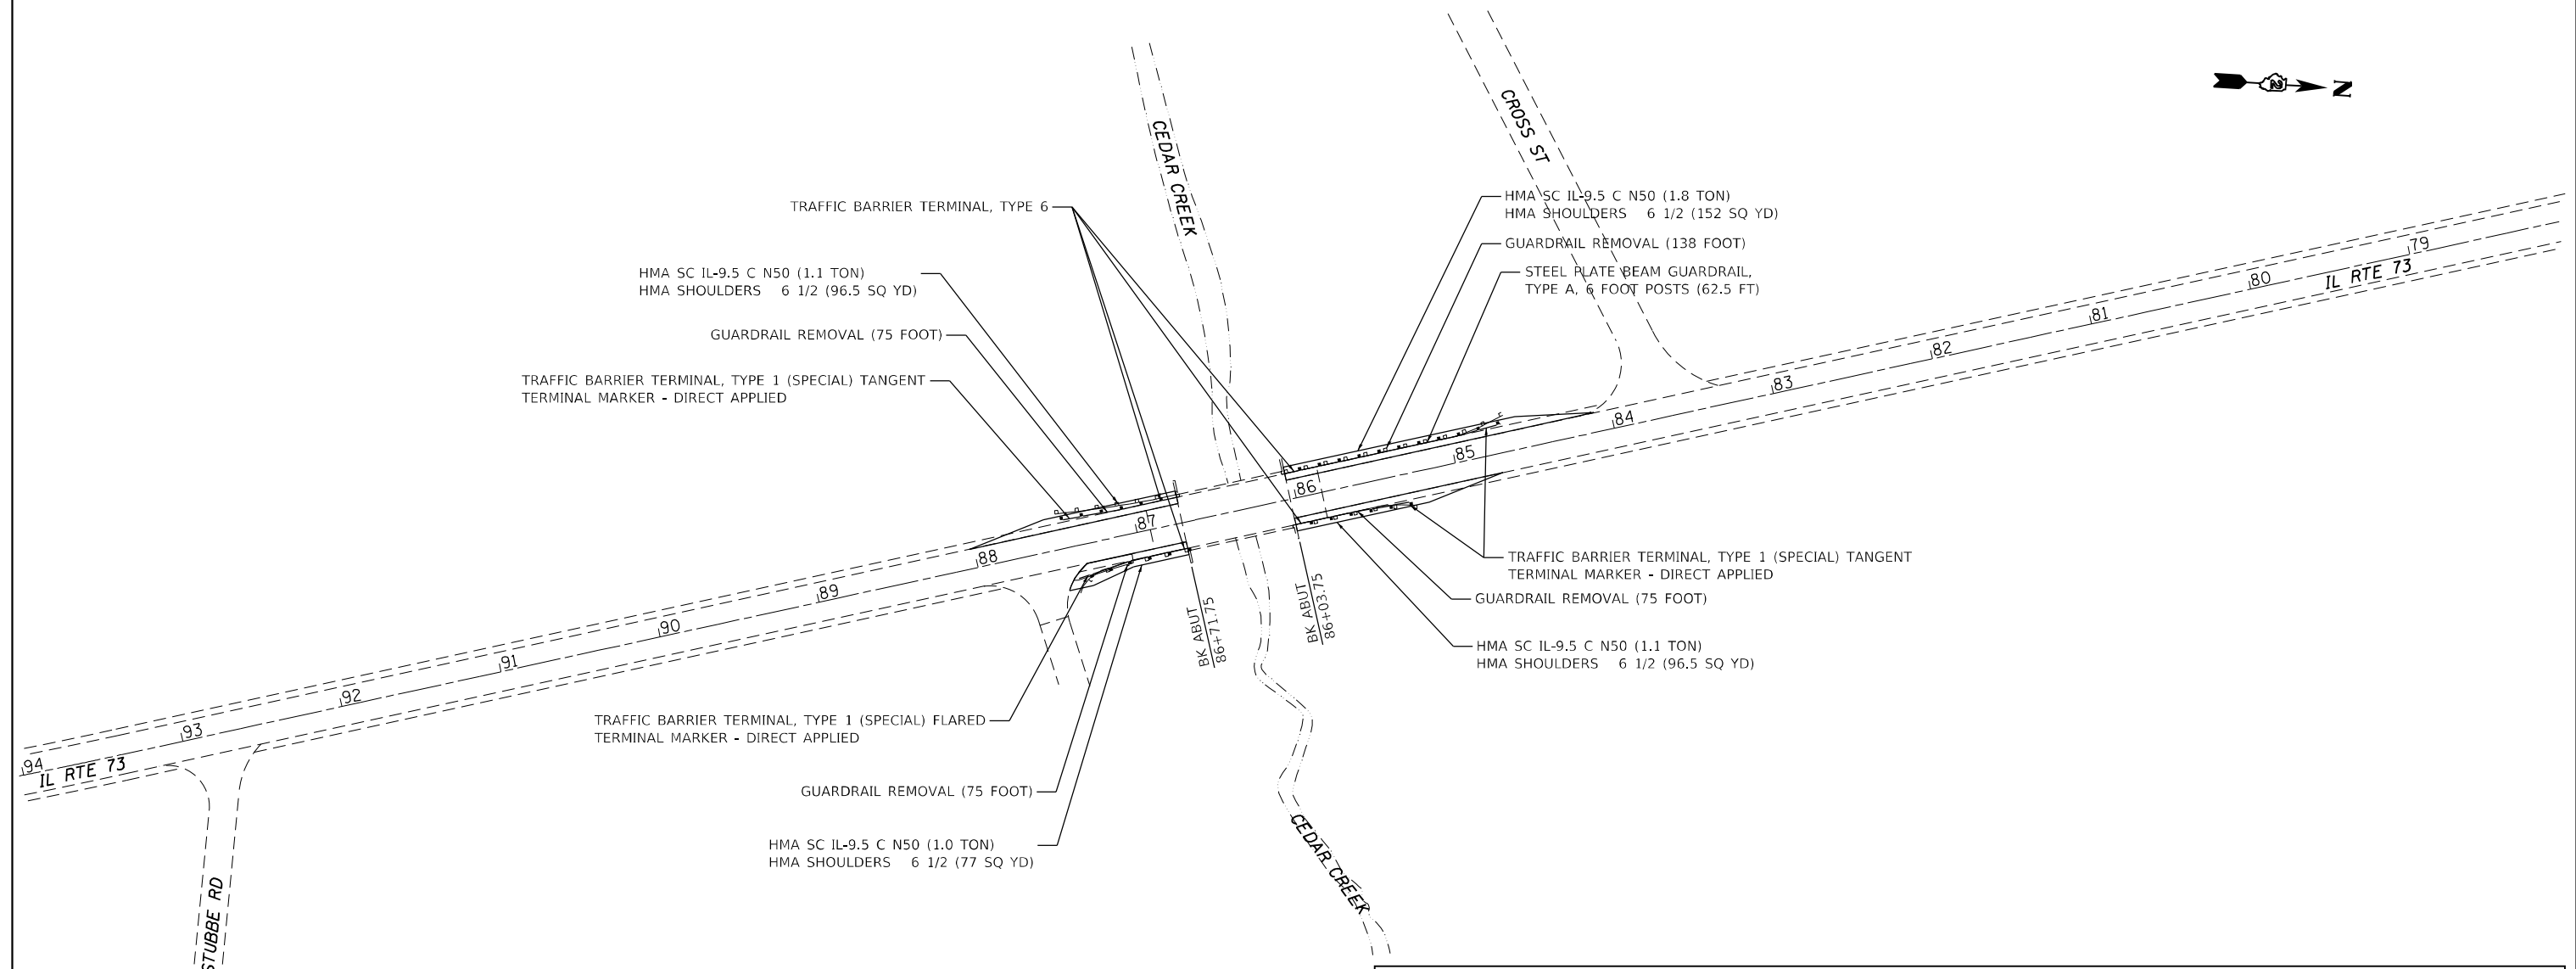 N
CROSS ST
CEDAR CREEK
TRAFFIC BARRIER TERMINAL, TYPE 6
HMA SC IL-9.5 C N50 (1.8 TON)
HMA SHOULDERS 6 1/2 (152 SQ YD)
GUARDRAIL REMOVAL (138 FOOT)
STEEL PLATE BEAM GUARDRAIL,
TYPE A, 6 FOOT POSTS (62.5 FT)
HMA SC IL-9.5 C N50 (1.1 TON)
HMA SHOULDERS 6 1/2 (96.5 SQ YD)
GUARDRAIL REMOVAL (75 FOOT)
TRAFFIC BARRIER TERMINAL, TYPE 1 (SPECIAL) TANGENT
TERMINAL MARKER - DIRECT APPLIED
79
80
IL RTE 73
81
82
83
84
85
86
87
88
89
90
91
92
93
94
IL RTE 73
TRAFFIC BARRIER TERMINAL, TYPE 1 (SPECIAL) TANGENT
TERMINAL MARKER - DIRECT APPLIED
GUARDRAIL REMOVAL (75 FOOT)
HMA SC IL-9.5 C N50 (1.1 TON)
HMA SHOULDERS 6 1/2 (96.5 SQ YD)
BK ABUT
86+71.75
BK ABUT
86+03.75
TRAFFIC BARRIER TERMINAL, TYPE 1 (SPECIAL) FLARED
TERMINAL MARKER - DIRECT APPLIED
GUARDRAIL REMOVAL (75 FOOT)
HMA SC IL-9.5 C N50 (1.0 TON)
HMA SHOULDERS 6 1/2 (77 SQ YD)
CEDAR CREEK
STUBBE RD
2